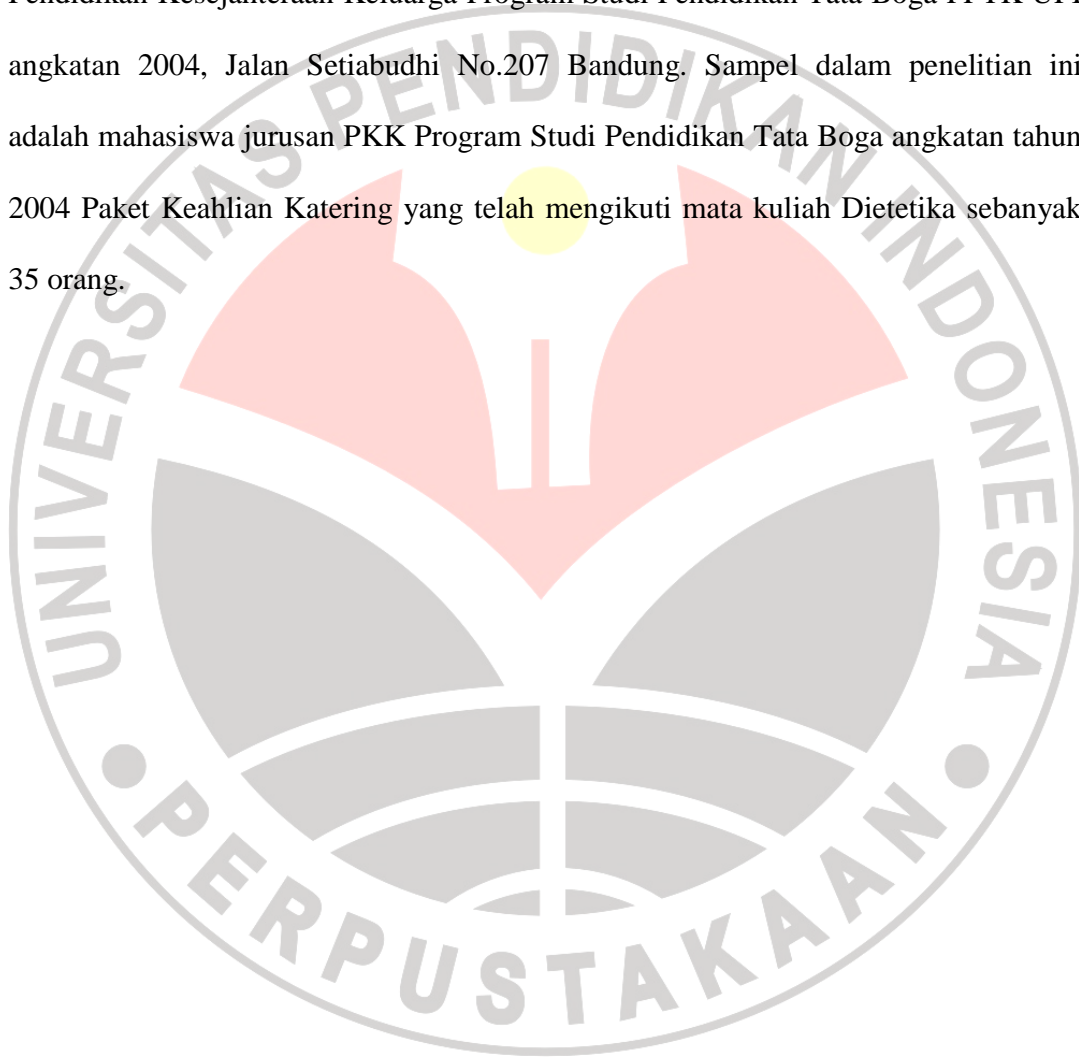 Pendidikan Kesejahteraan Keluarga Program Studi Pendidikan Tata Boga FPTK UPI
angkatan 2004, Jalan Setiabudhi No.207 Bandung. Sampel dalam penelitian ini
adalah mahasiswa jurusan PKK Program Studi Pendidikan Tata Boga angkatan tahun
2004 Paket Keahlian Katering yang telah mengikuti mata kuliah Dietetika sebanyak
35 orang.
UNIVERSITAS PENDIDIKAN INDONESIA
PERPUSTAKAAN